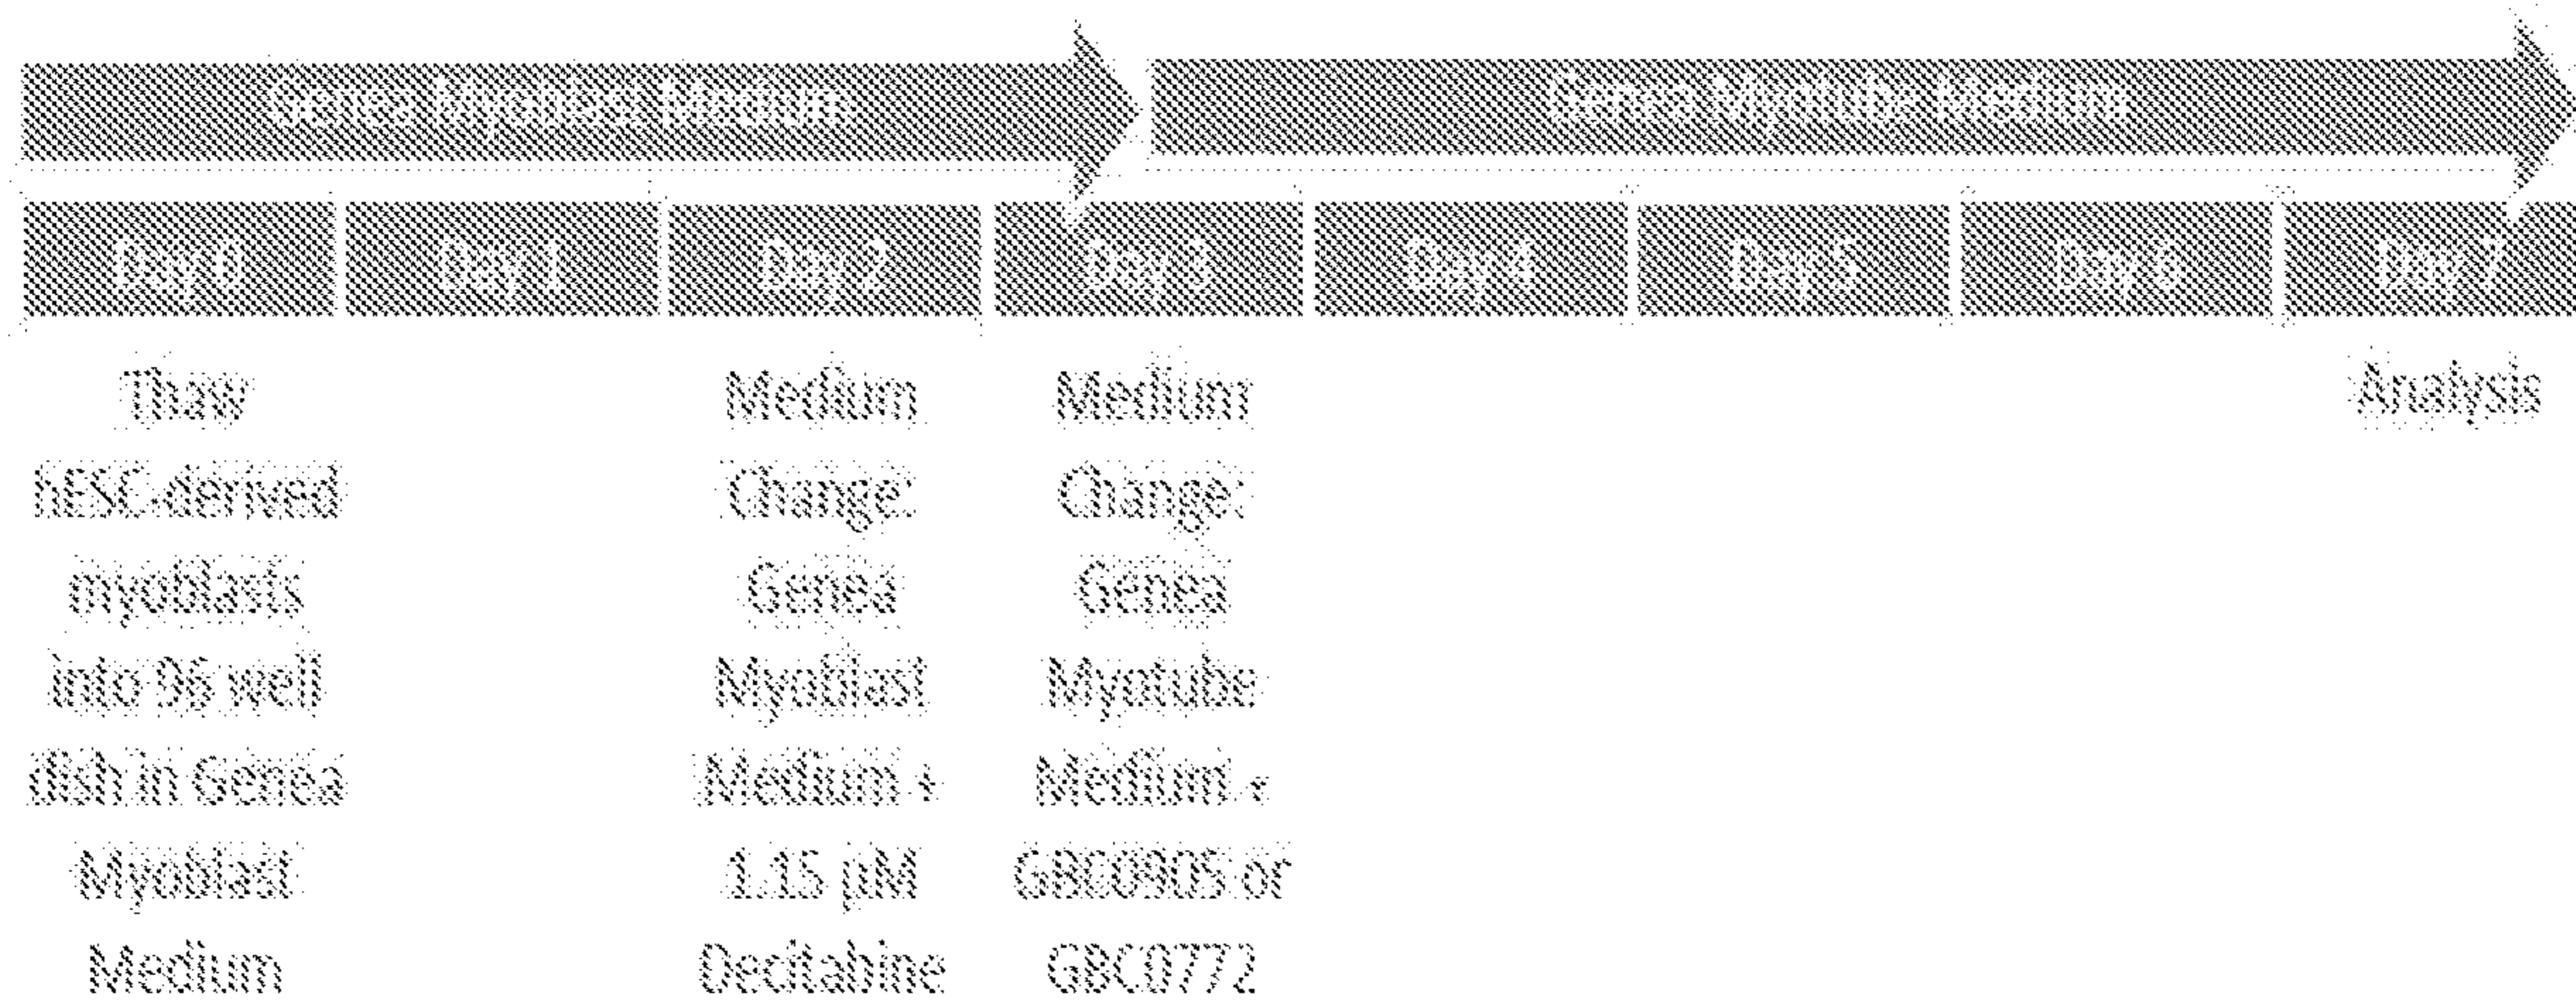 Genea Myoblast Medium
Genea Myotube Medium
Day 0
Day 1
Day 2
Day 3
Day 4
Day 5
Day 6
Day 7
Thaw
hESC-derived
myoblasts
into 96 well
dish in Genea
Myoblast
Medium
Medium
Change:
Genea
Myoblast
Medium +
1.15 µM
Decitabine
Medium
Change:
Genea
Myotube
Medium +
GBC0905 or
GBC0772
Analysis